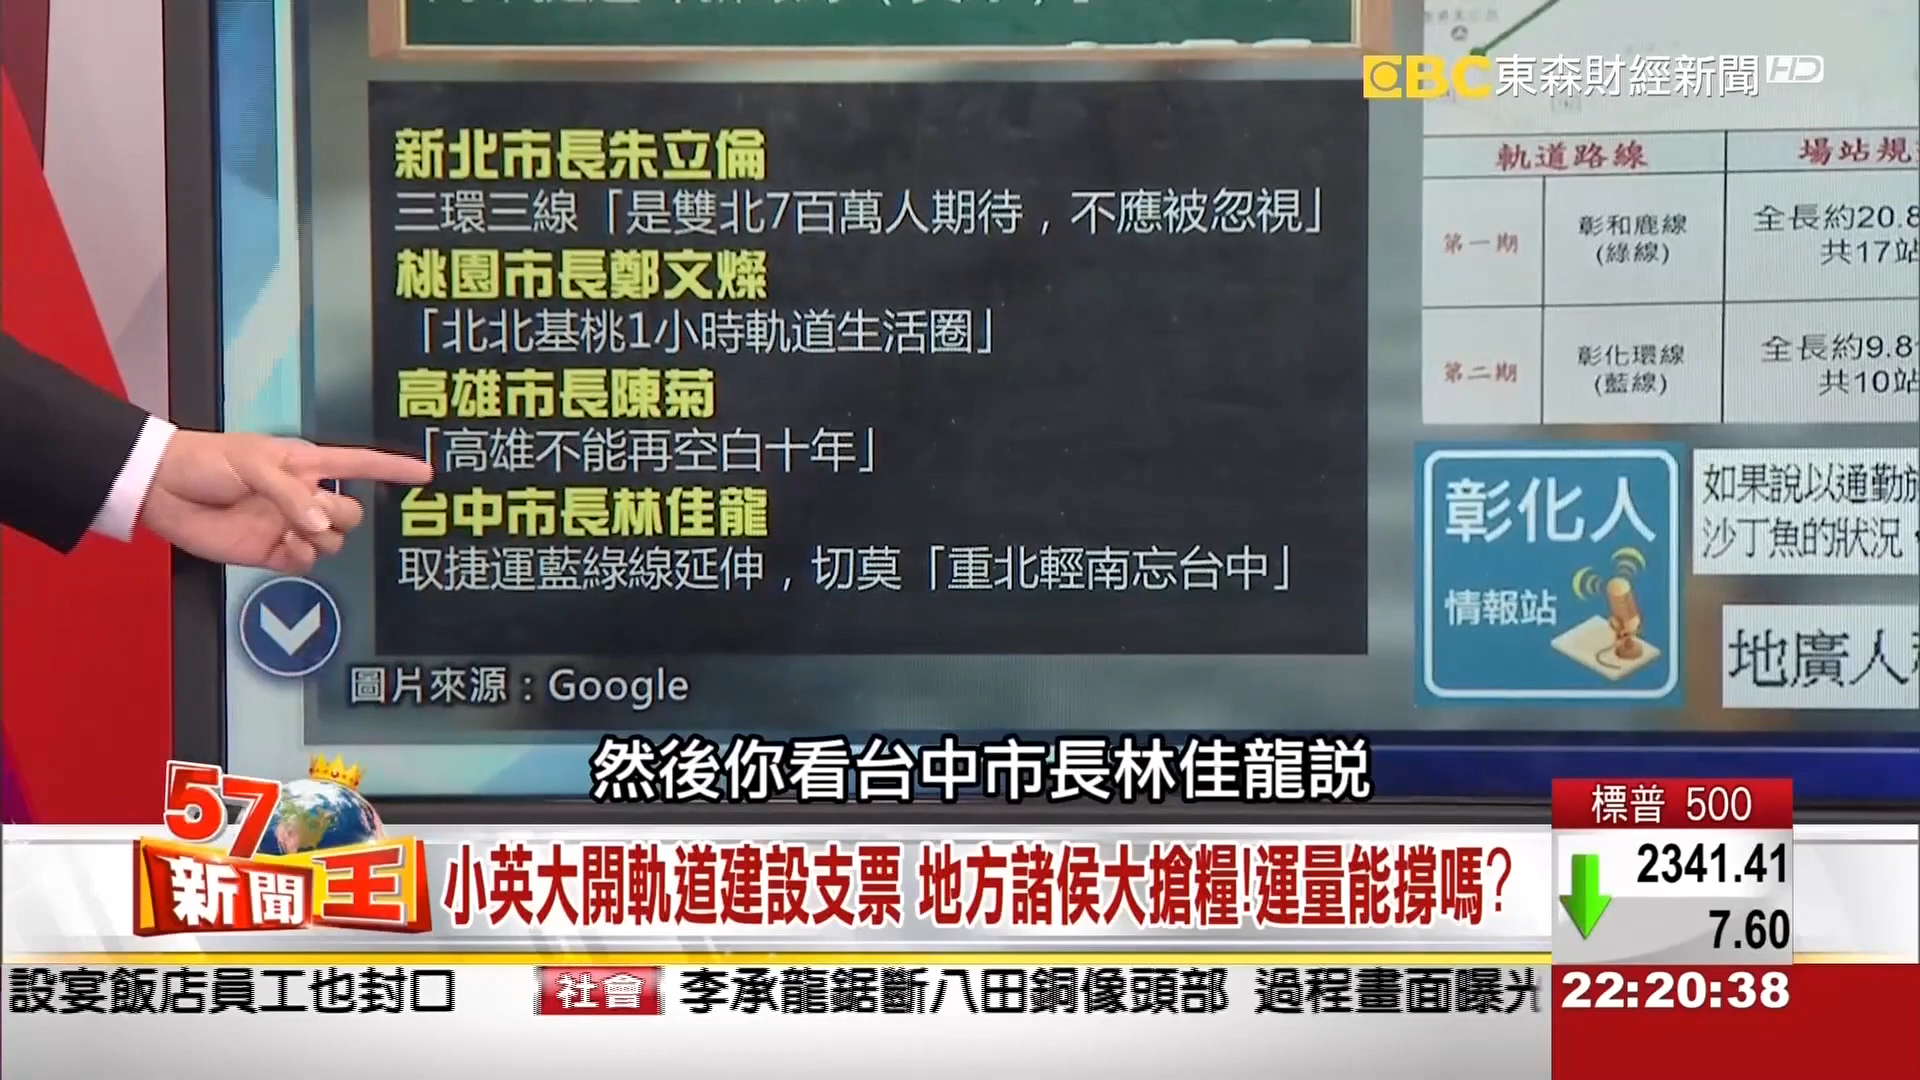 EBC東森財經新聞HD
新北市長朱立倫
三環三線「是雙北7百萬人期待，不應被忽視」
桃園市長鄭文燦
「北北基桃1小時軌道生活圈」
高雄市長陳菊
「高雄不能再空白十年」
台中市長林佳龍
取捷運藍綠線延伸，切莫「重北輕南忘台中」
圖片來源：Google
軌道路線
場站規
第一期
彰和鹿線
(綠線)
全長約20.8
共17站
第二期
彰化環線
(藍線)
全長約9.8
共10站
彰化人
情報站
如果說以通勤
沙丁魚的狀況
地廣人
然後你看台中市長林佳龍説
57
新聞王
小英大開軌道建設支票 地方諸侯大搶糧!運量能撐嗎?
標普 500
2341.41
7.60
設宴飯店員工也封口
社會
李承龍鋸斷八田銅像頭部 過程畫面曝光
22:20:38